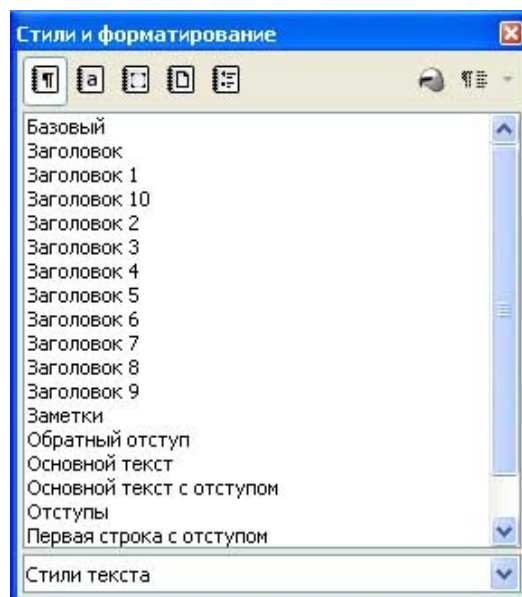 Стили и форматирование
Базовый
Заголовок
Заголовок 1
Заголовок 10
Заголовок 2
Заголовок 3
Заголовок 4
Заголовок 5
Заголовок 6
Заголовок 7
Заголовок 8
Заголовок 9
Заметки
Обратный отступ
Основной текст
Основной текст с отступом
Отступы
Первая строка с отступом
Стили текста